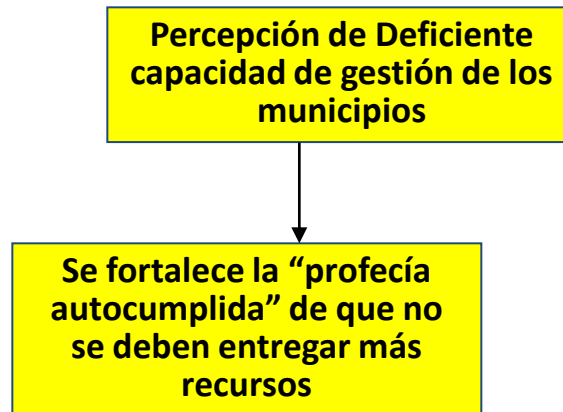 Percepción de Deficiente
capacidad de gestión de los
municipios
Se fortalece la “profecía
autocumplida” de que no
se deben entregar más
recursos